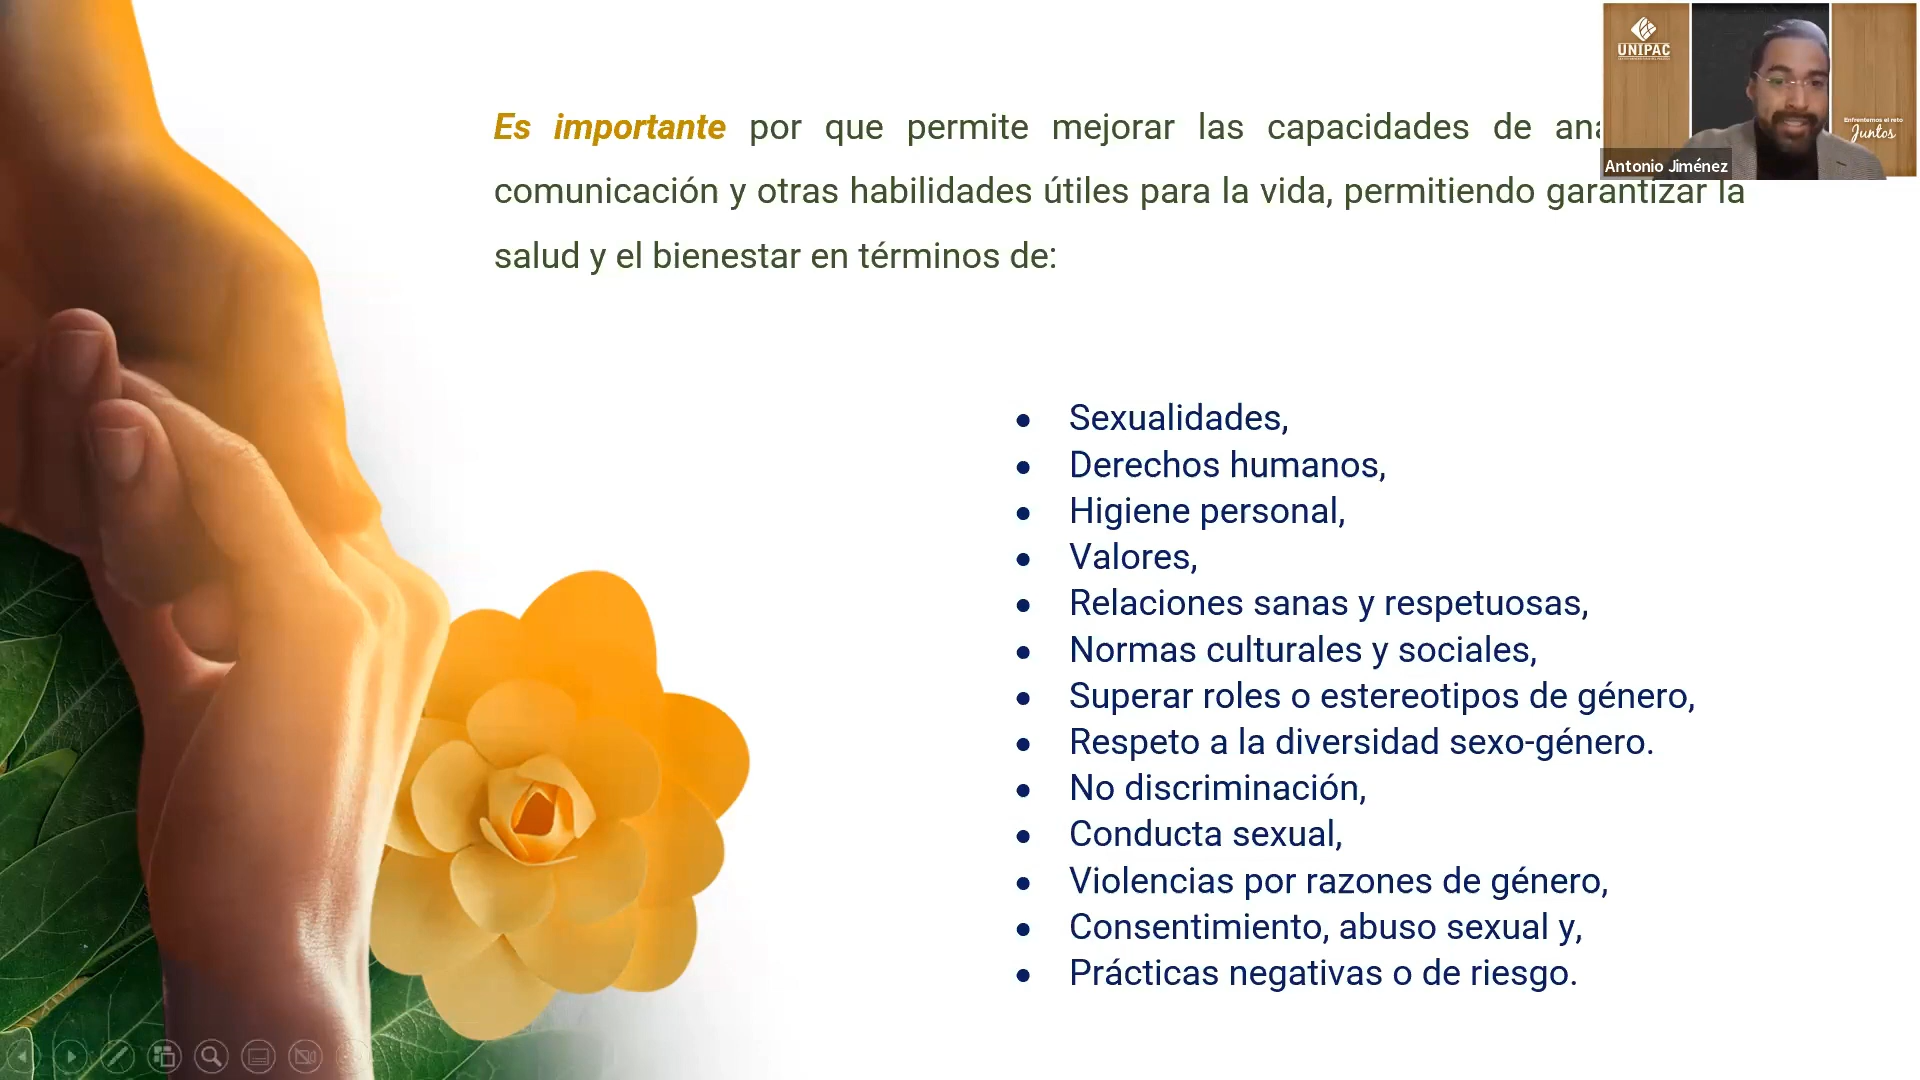 Es importante por que permite mejorar las capacidades de
comunicación y otras habilidades útiles para la vida, permitiendo garantizar la
salud y el bienestar en términos de:
• Sexualidades,
• Derechos humanos,
• Higiene personal,
• Valores,
• Relaciones sanas y respetuosas,
• Normas culturales y sociales,
• Superar roles o estereotipos de género,
• Respeto a la diversidad sexo-género.
• No discriminación,
• Conducta sexual,
• Violencias por razones de género,
• Consentimiento, abuso sexual y,
• Prácticas negativas o de riesgo.
UNIPAC
Enfrentemos el reto
Juntos
Antonio Jiménez